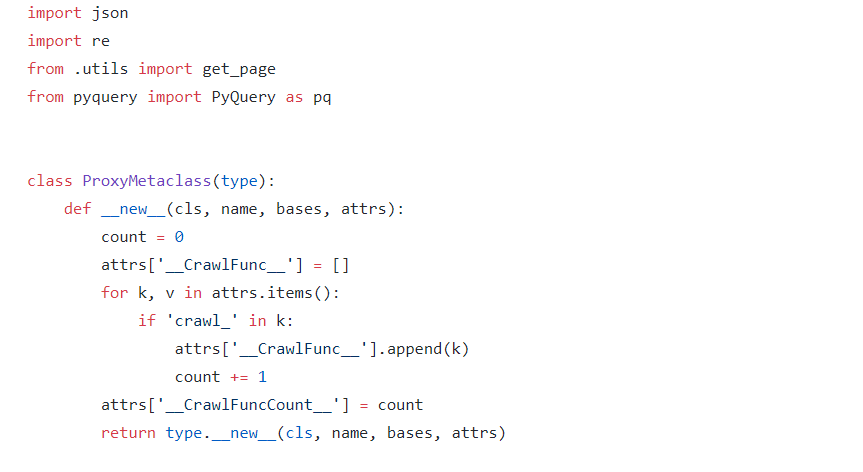 import json
import re
from .utils import get_page
from pyquery import PyQuery as pq
class ProxyMetaclass(type):
    def __new__(cls, name, bases, attrs):
        count = 0
        attrs['__CrawlFunc__'] = []
        for k, v in attrs.items():
            if 'crawl_' in k:
                attrs['__CrawlFunc__'].append(k)
                count += 1
        attrs['__CrawlFuncCount__'] = count
        return type.__new__(cls, name, bases, attrs)